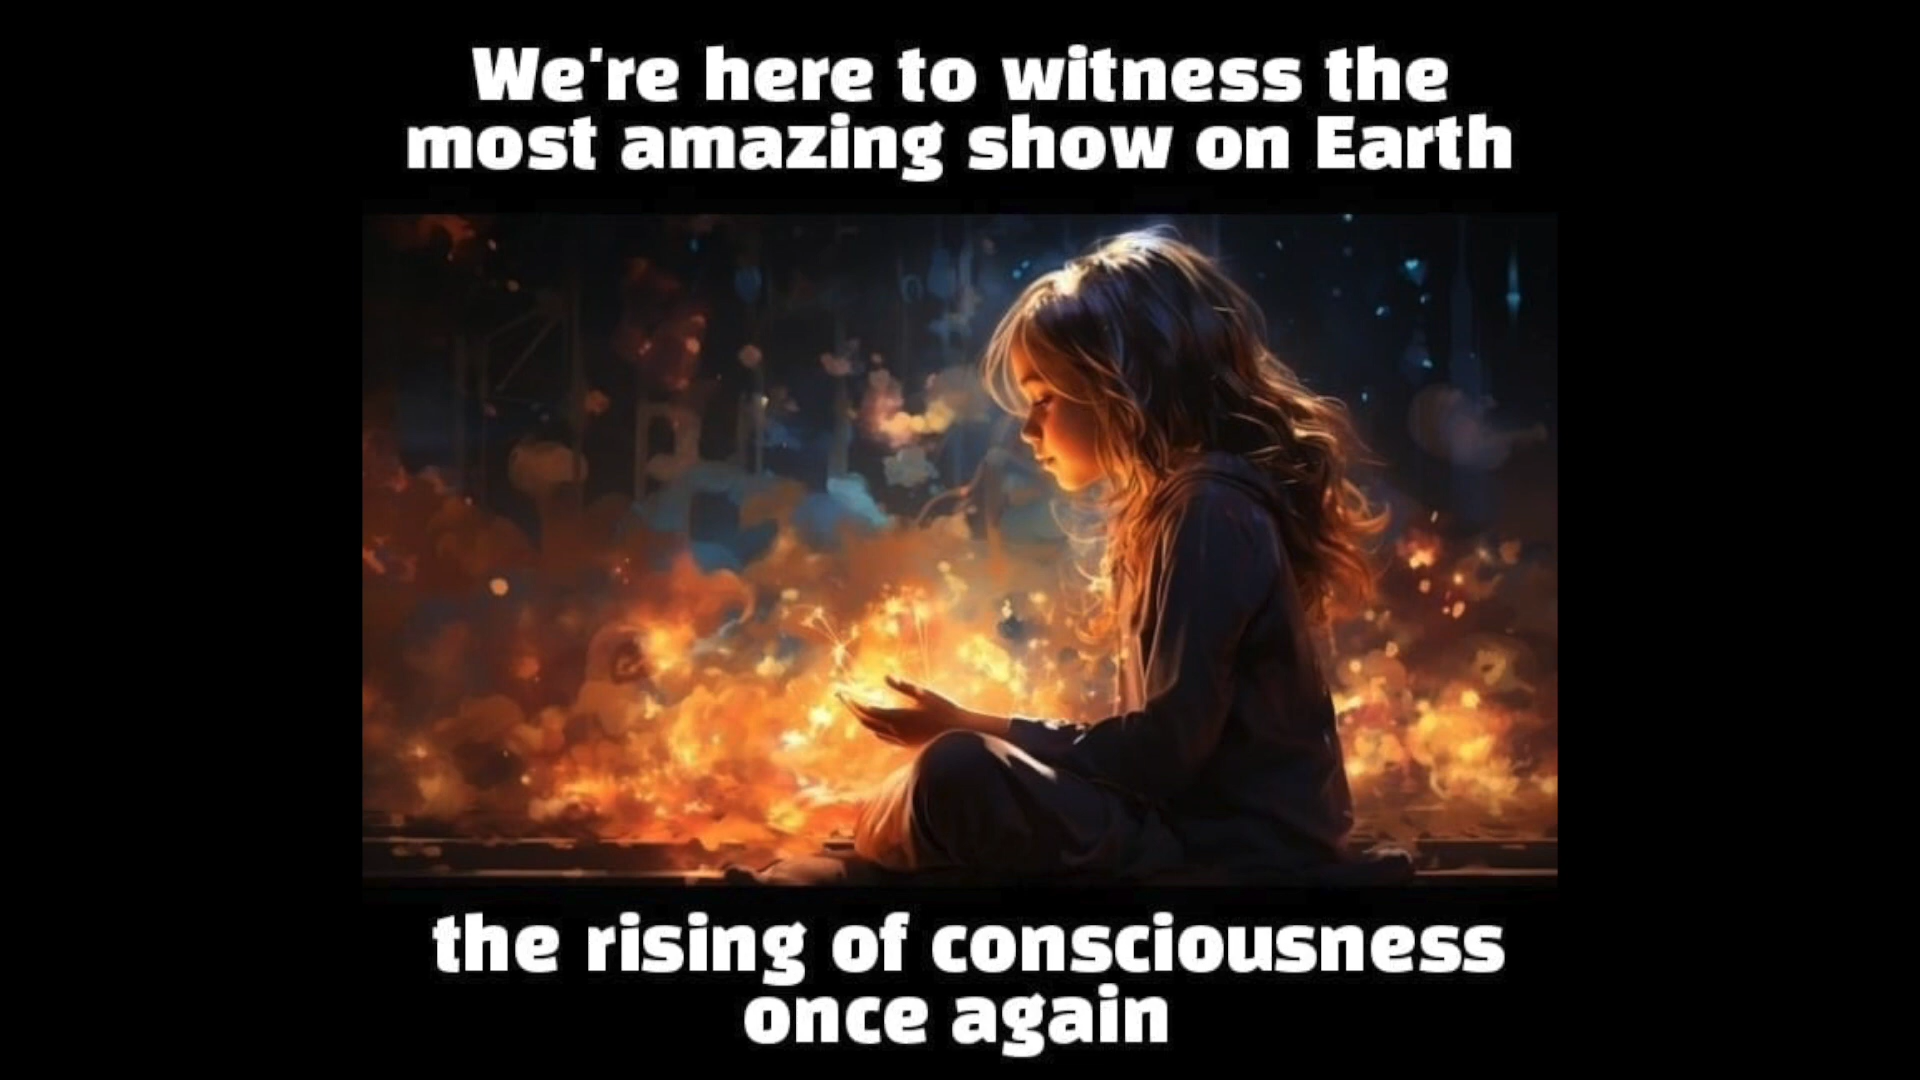 We're here to witness the
most amazing show on Earth
the rising of consciousness
once again